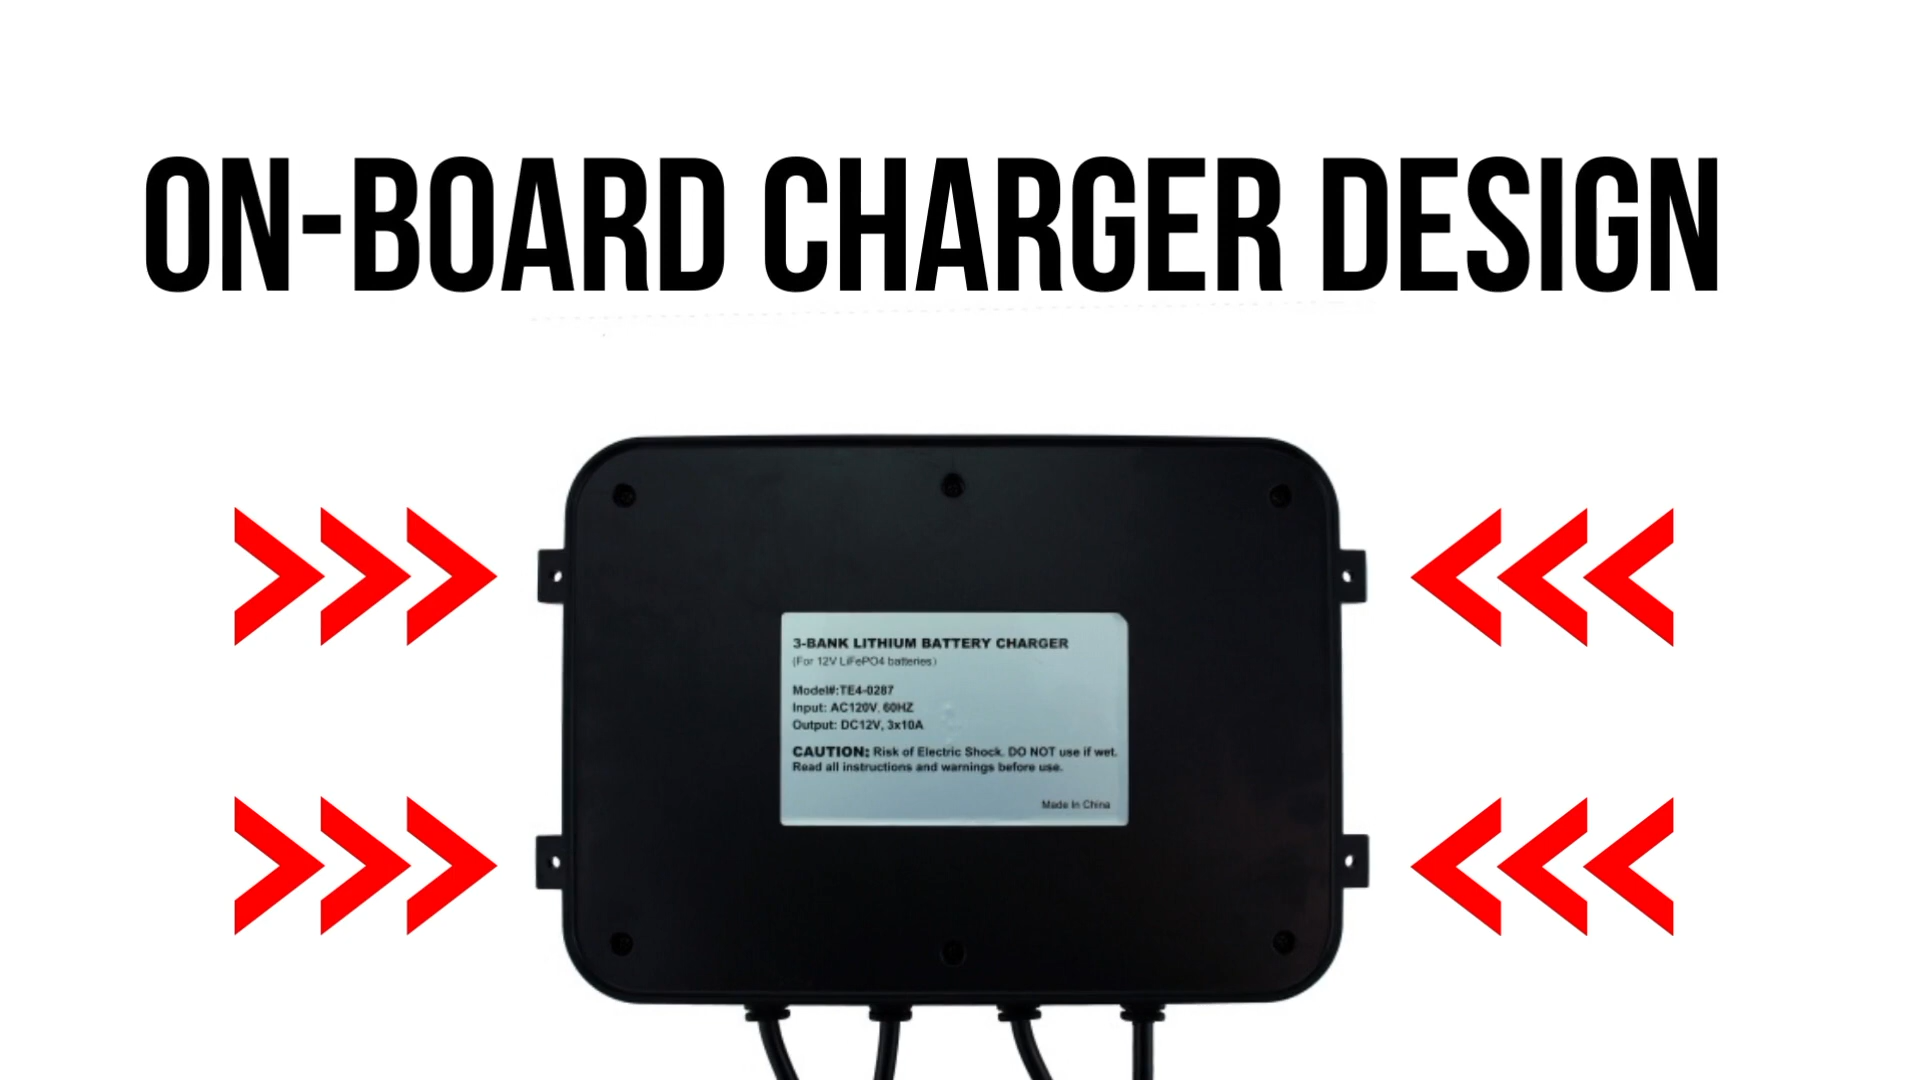 ON-BOARD CHARGER DESIGN
3-BANK LITHIUM BATTERY CHARGER
(For 12V LiFePO4 batteries)
Model#:TE4-0287
Input: AC120V. 60HZ
Output: DC12V, 3x10A
CAUTION: Risk of Electric Shock. DO NOT use if wet.
Read all instructions and warnings before use.
Made In China